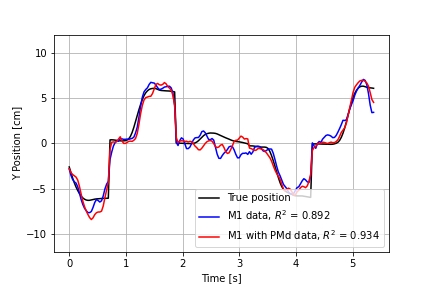 10
5
0
−5
−10
Y Position [cm]
True position
M1 data, R² = 0.892
M1 with PMd data, R² = 0.934
0 1 2 3 4 5
Time [s]